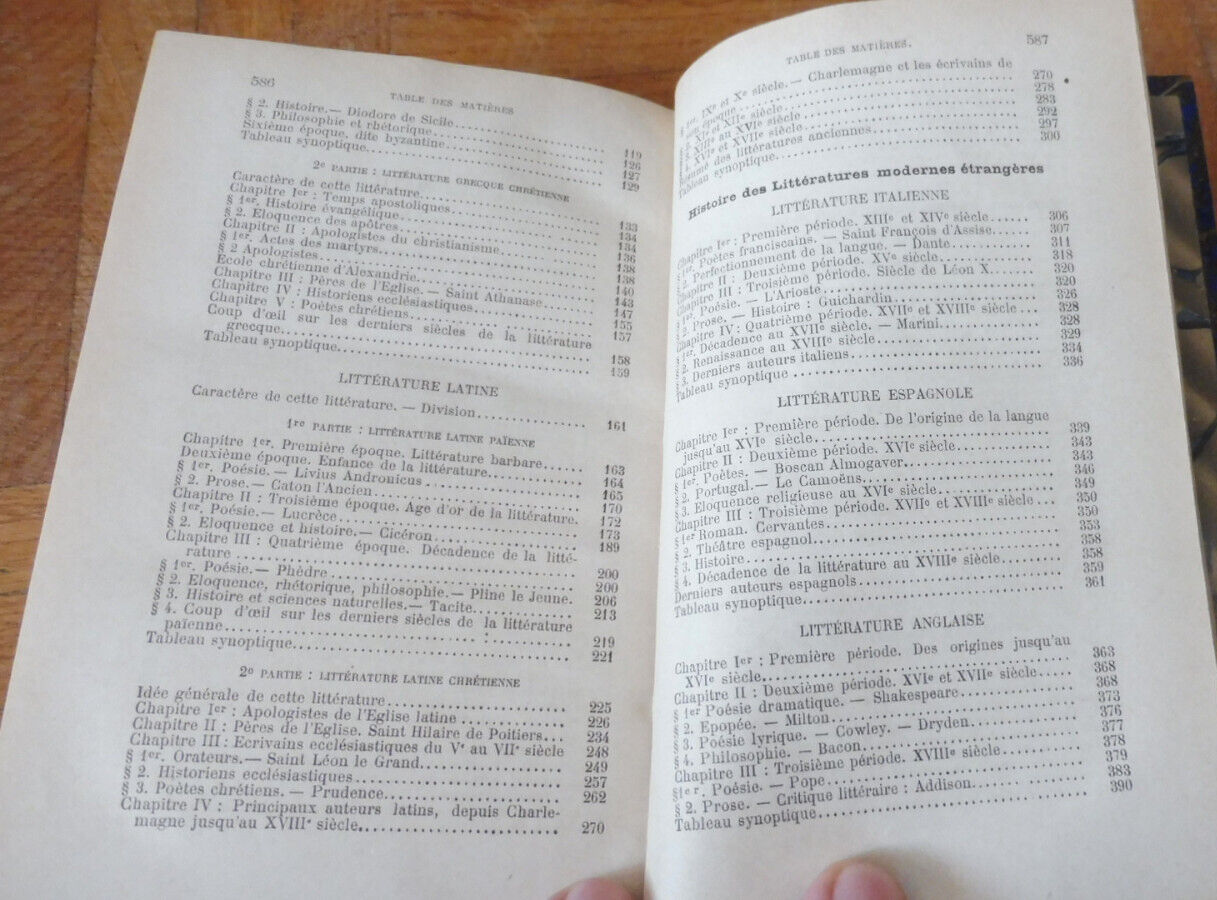 586
TABLE DES MATIÈRES
§ 2. Histoire.— Diodore de Sicile
§ 3. Philosophie et rhétorique 119
Sixième époque, dite byzantine 126
Tableau synoptique 127
129
2e PARTIE : LITTÉRATURE GRECQUE CHRÉTIENNE
Caractère de cette littérature
Chapitre Ier : Temps apostoliques 133
§ 1er. Histoire évangélique 134
§ 2. Eloquence des apôtres 134
Chapitre II : Apologistes du christianisme 136
§ 1er. Actes des martyrs 138
§ 2 Apologistes 138
Ecole chrétienne d'Alexandrie 140
Chapitre III : Pères de l'Eglise. — Saint Athanase 143
Chapitre IV : Historiens ecclésiastiques 147
Chapitre V : Poètes chrétiens 155
Coup d'œil sur les derniers siècles de la littérature 157
grecque
Tableau synoptique 158
159
LITTÉRATURE LATINE
Caractère de cette littérature. — Division 161
1re PARTIE : LITTÉRATURE LATINE PAÏENNE
Chapitre 1er. Première époque. Littérature barbare 163
Deuxième époque. Enfance de la littérature 164
§ 1er. Poésie. — Livius Andronicus 165
§ 2. Prose. — Caton l'Ancien 170
Chapitre II : Troisième époque. Age d'or de la littérature. 172
§ 1er. Poésie.— Lucrèce 173
§ 2. Eloquence et histoire.— Cicéron 189
Chapitre III : Quatrième époque. Décadence de la litté-
rature 200
§ 1er. Poésie.— Phèdre 200
§ 2. Eloquence, rhétorique, philosophie.— Pline le Jeune. 206
§ 3. Histoire et sciences naturelles.— Tacite 213
§ 4. Coup d'œil sur les derniers siècles de la littérature
païenne 219
Tableau synoptique 221
2e PARTIE : LITTÉRATURE LATINE CHRÉTIENNE
Idée générale de cette littérature 225
Chapitre Ier : Apologistes de l'Eglise latine 226
Chapitre II : Pères de l'Eglise. Saint Hilaire de Poitiers 234
Chapitre III : Ecrivains ecclésiastiques du Ve au VIIe siècle 248
§ 1er. Orateurs.— Saint Léon le Grand 249
§ 2. Historiens ecclésiastiques 257
§ 3. Poètes chrétiens.— Prudence 262
Chapitre IV : Principaux auteurs latins, depuis Charle-
magne jusqu'au XVIIIe siècle 270
TABLE DES MATIÈRES. 587
§ 1er. IXe et Xe siècle. — Charlemagne et les écrivains de
son époque 270
XIe et XIIe siècle 278
XIIIe au XVIe siècle 283
XVIe et XVIIe siècle 292
Résumé des littératures anciennes 297
Tableau synoptique 300
Histoire des Littératures modernes étrangères
LITTÉRATURE ITALIENNE
Chapitre Ier : Première période. XIIIe et XIVe siècle 306
§ 1er. Poètes franciscains. — Saint François d'Assise 307
§ 2. Perfectionnement de la langue. — Dante 311
Chapitre II : Deuxième période. XVe siècle 318
Chapitre III : Troisième période. Siècle de Léon X 320
§ 1er. Poésie. — L'Arioste 320
§ 2. Prose. — Histoire : Guichardin 326
Chapitre IV : Quatrième période. XVIIe et XVIIIe siècle 328
§ 1er. Décadence au XVIIe siècle. — Marini 328
§ 2. Renaissance au XVIIIe siècle 329
§ 3. Derniers auteurs italiens 334
Tableau synoptique 336
LITTÉRATURE ESPAGNOLE
Chapitre Ier : Première période. De l'origine de la langue
jusqu'au XVIe siècle 339
Chapitre II : Deuxième période. XVIe siècle 343
§ 1er. Poètes. — Boscan Almogaver 343
§ 2. Portugal.— Le Camoëns 346
§ 3. Eloquence religieuse au XVIe siècle 349
Chapitre III : Troisième période. XVIIe et XVIIIe siècle 350
§ 1er Roman. Cervantes 350
§ 2. Théâtre espagnol 353
§ 3. Histoire 358
§ 4. Décadence de la littérature au XVIIIe siècle 358
Derniers auteurs espagnols 359
Tableau synoptique 361
LITTÉRATURE ANGLAISE
Chapitre Ier : Première période. Des origines jusqu'au
XVIe siècle 363
Chapitre II : Deuxième période. XVIe et XVIIe siècle 368
§ 1er Poésie dramatique. — Shakespeare 368
§ 2. Epopée. — Milton 373
§ 3. Poésie lyrique. — Cowley. — Dryden 376
§ 4. Philosophie. — Bacon 377
Chapitre III : Troisième période. XVIIIe siècle 378
§ 1er. Poésie. — Pope 379
§ 2. Prose. — Critique littéraire : Addison 383
Tableau synoptique 390